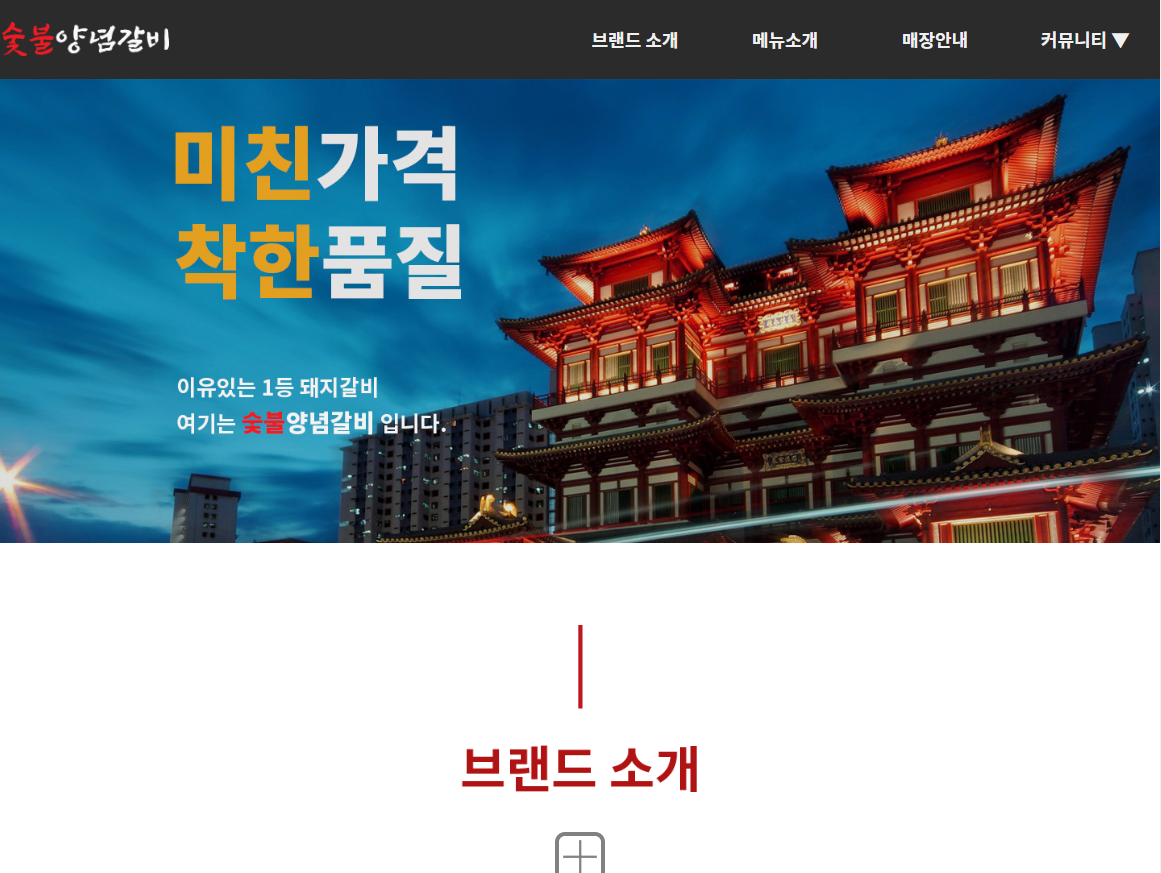 숯불양념갈비
브랜드 소개 메뉴소개 매장안내 커뮤니티 ▼
미친가격
착한품질
이유있는 1등 돼지갈비
여기는 숯불양념갈비 입니다.
브랜드 소개